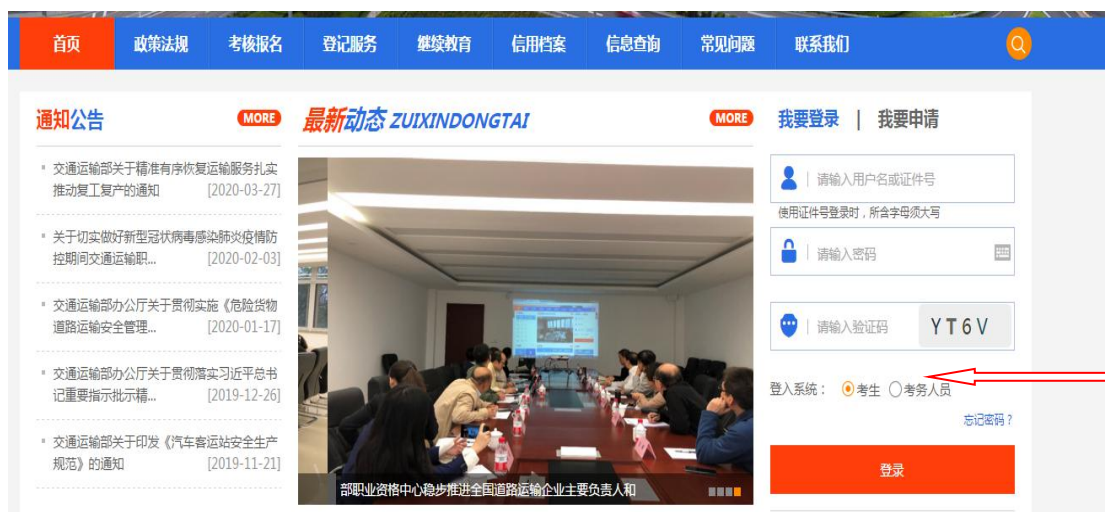 首页 政策法规 考核报名 登记服务 继续教育 信用档案 信息查询 常见问题 联系我们
通知公告 MORE
交通运输部关于精准有序恢复运输服务扎实
推动复工复产的通知 [2020-03-27]
关于切实做好新型冠状病毒感染肺炎疫情防
控期间交通运输职... [2020-02-03]
交通运输部办公厅关于贯彻实施《危险货物
道路运输安全管理... [2020-01-17]
交通运输部办公厅关于贯彻落实习近平总书
记重要指示批示精... [2019-12-26]
交通运输部关于印发《汽车客运站安全生产
规范》的通知 [2019-11-21]
最新动态 ZUIXINDONGTAI MORE
部职业资格中心稳步推进全国道路运输企业主要负责人和
我要登录 | 我要申请
请输入用户名或证件号
使用证件号登录时，所含字母须大写
请输入密码
请输入验证码 YT6V
登入系统： 考生 考务人员
忘记密码？
登录